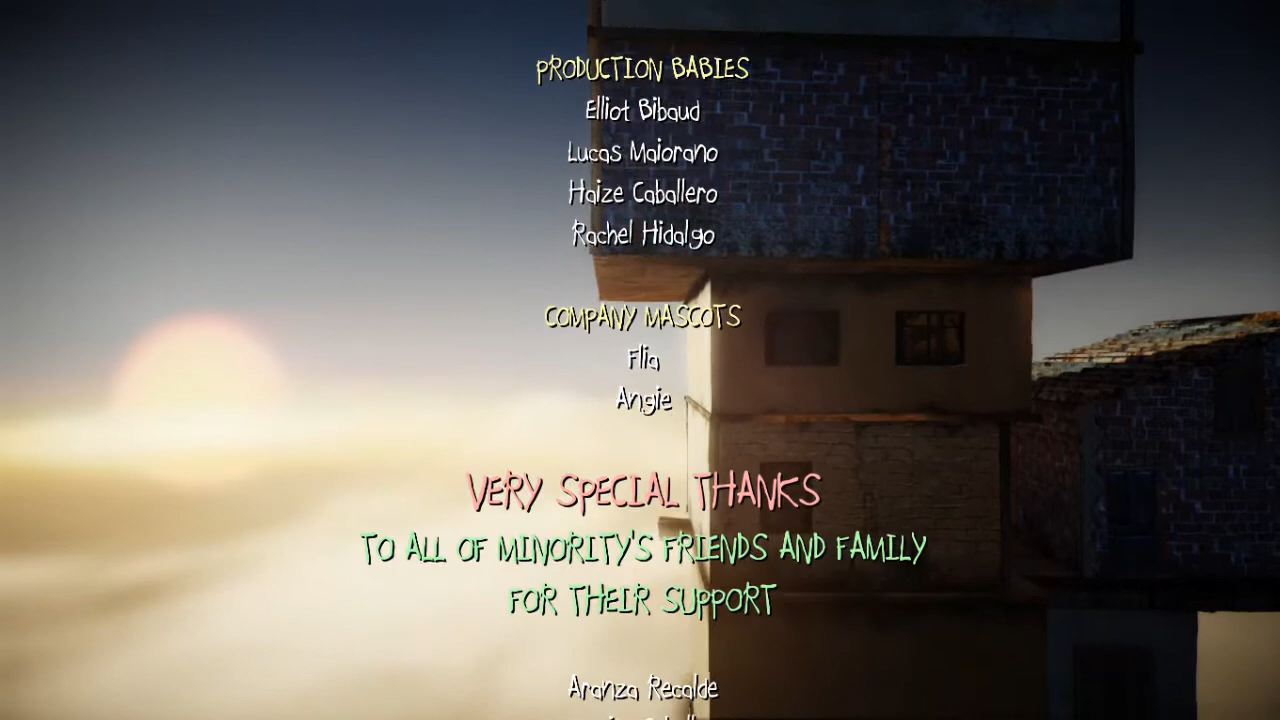 PRODUCTION BABIES
Elliot Bibaud
Lucas Maiorano
Haize Caballero
Rachel Hidalgo
COMPANY MASCOTS
Flia
Angie
VERY SPECIAL THANKS
TO ALL OF MINORITY'S FRIENDS AND FAMILY
FOR THEIR SUPPORT
Aranza Recalde